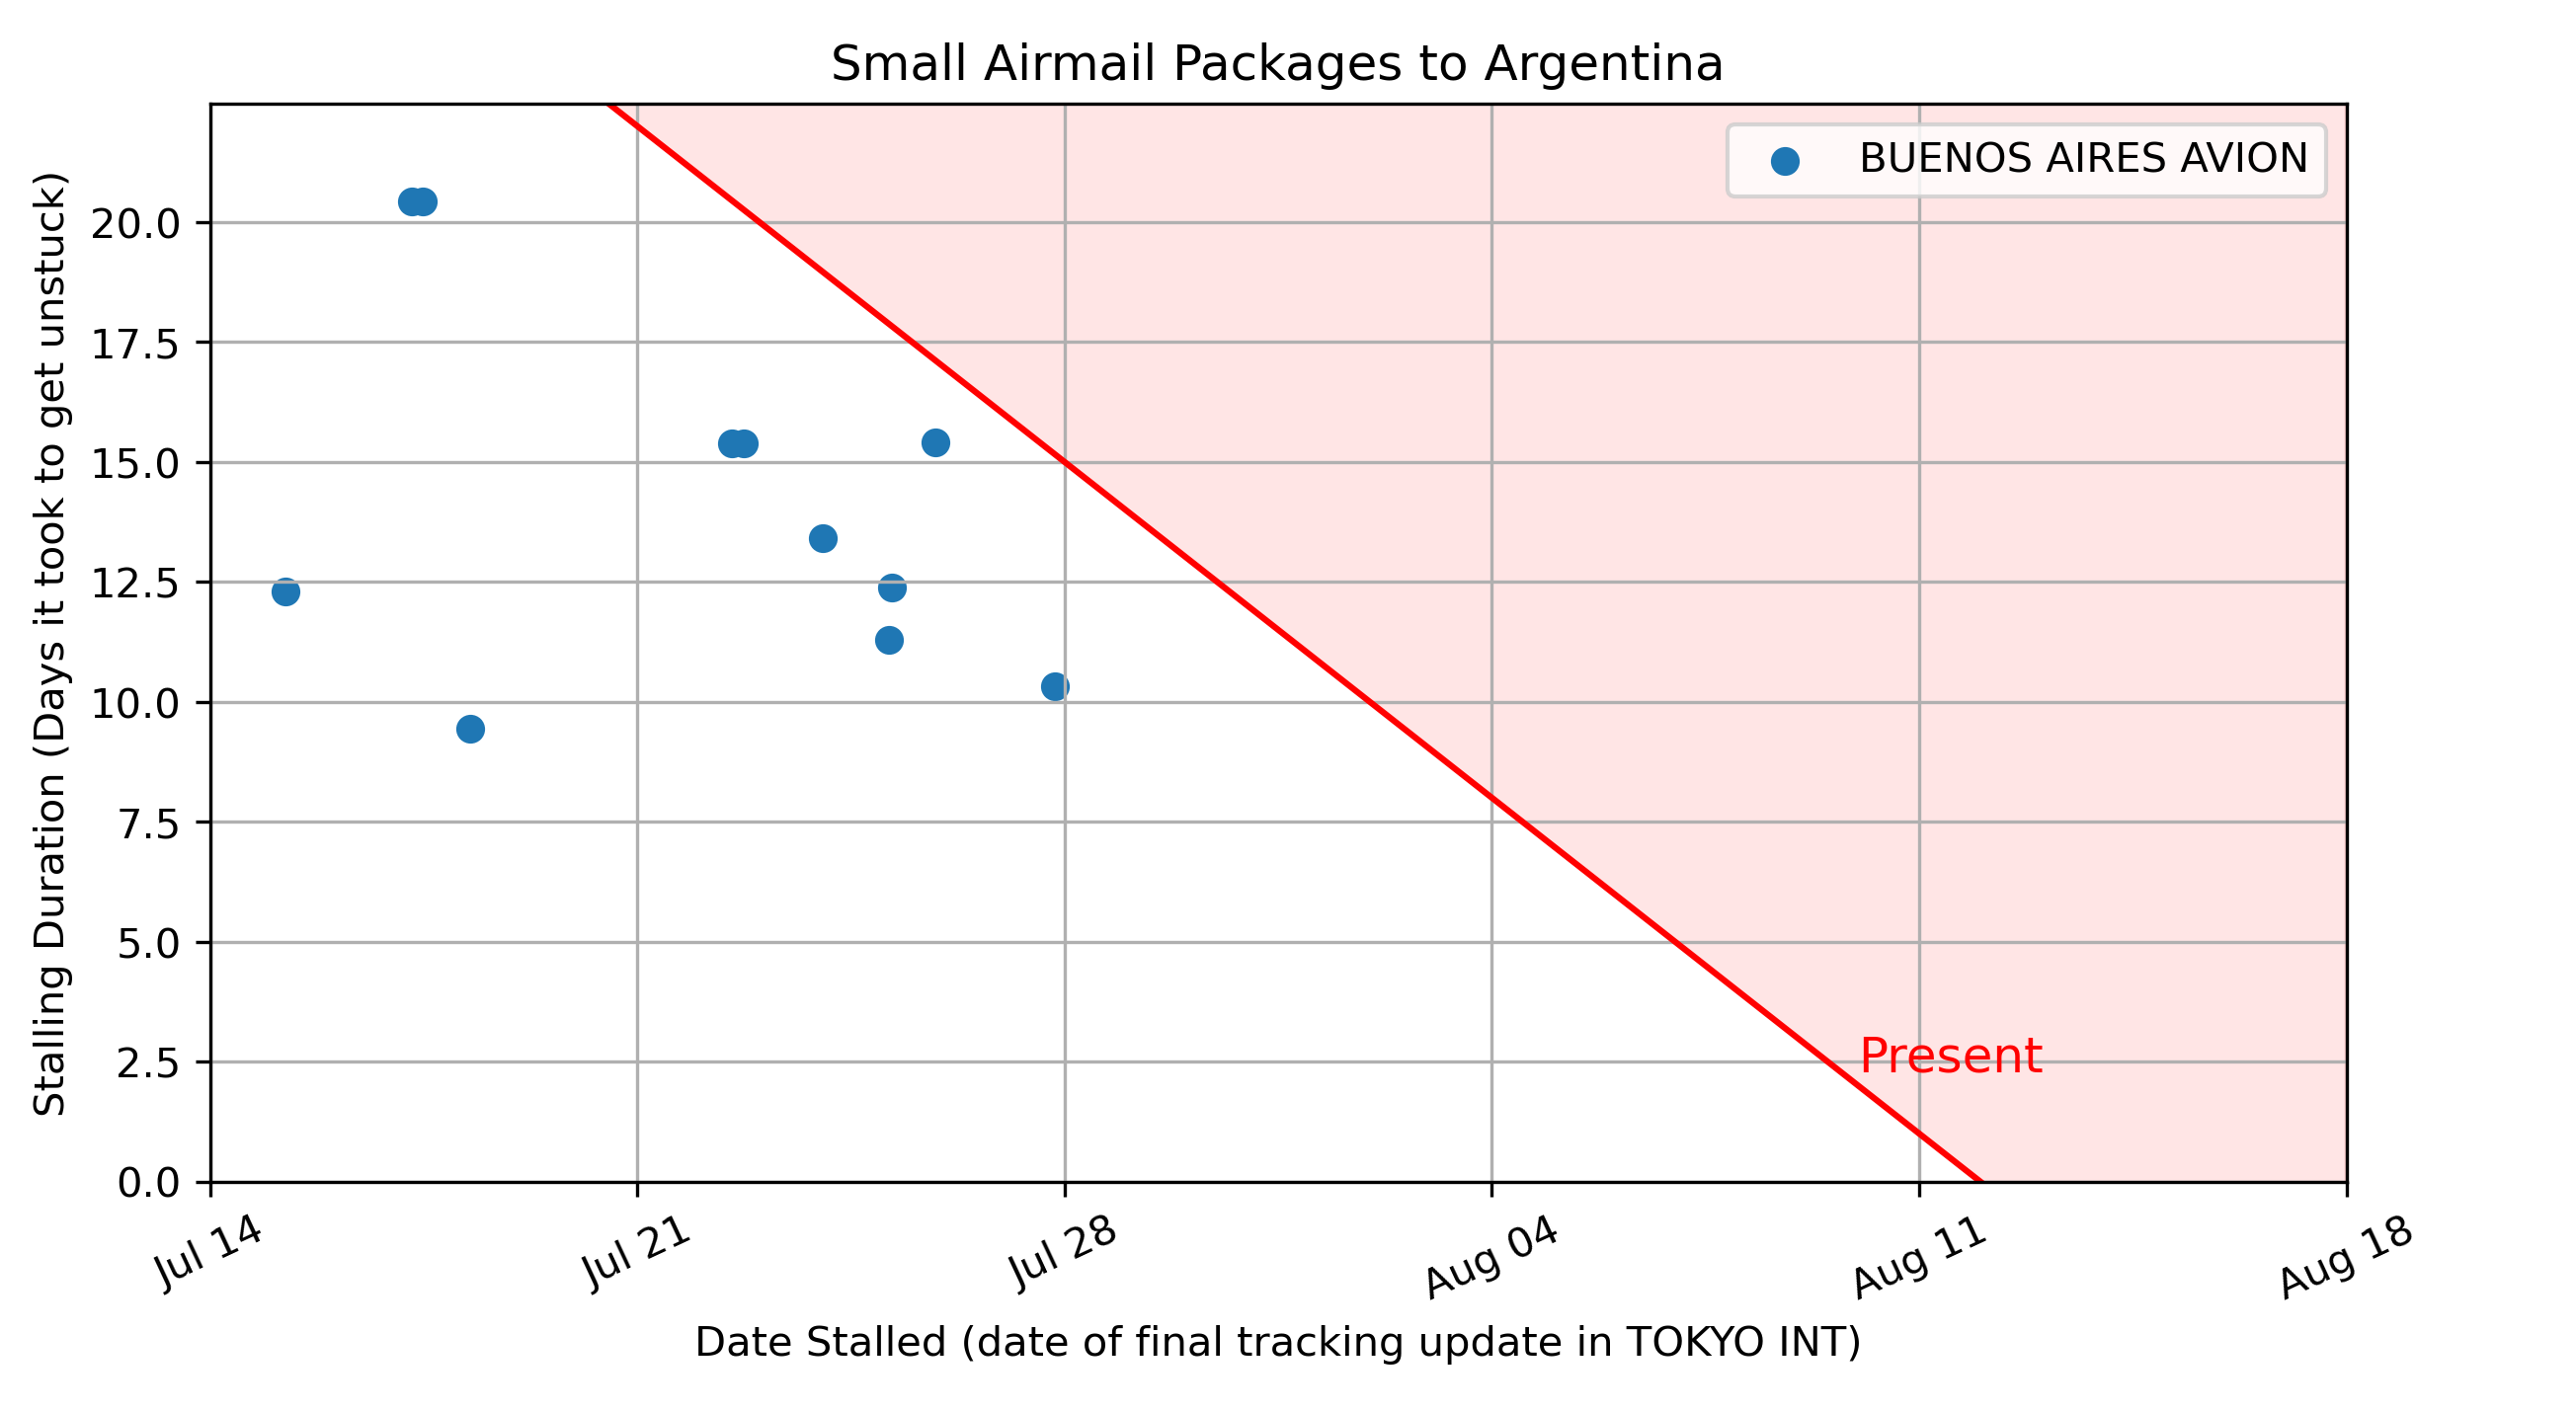 Small Airmail Packages to Argentina
BUENOS AIRES AVION
Stalling Duration (Days it took to get unstuck)
20.0
17.5
15.0
12.5
10.0
7.5
5.0
2.5
0.0
Present
Jul 14
Jul 21
Jul 28
Aug 04
Aug 11
Aug 18
Date Stalled (date of final tracking update in TOKYO INT)